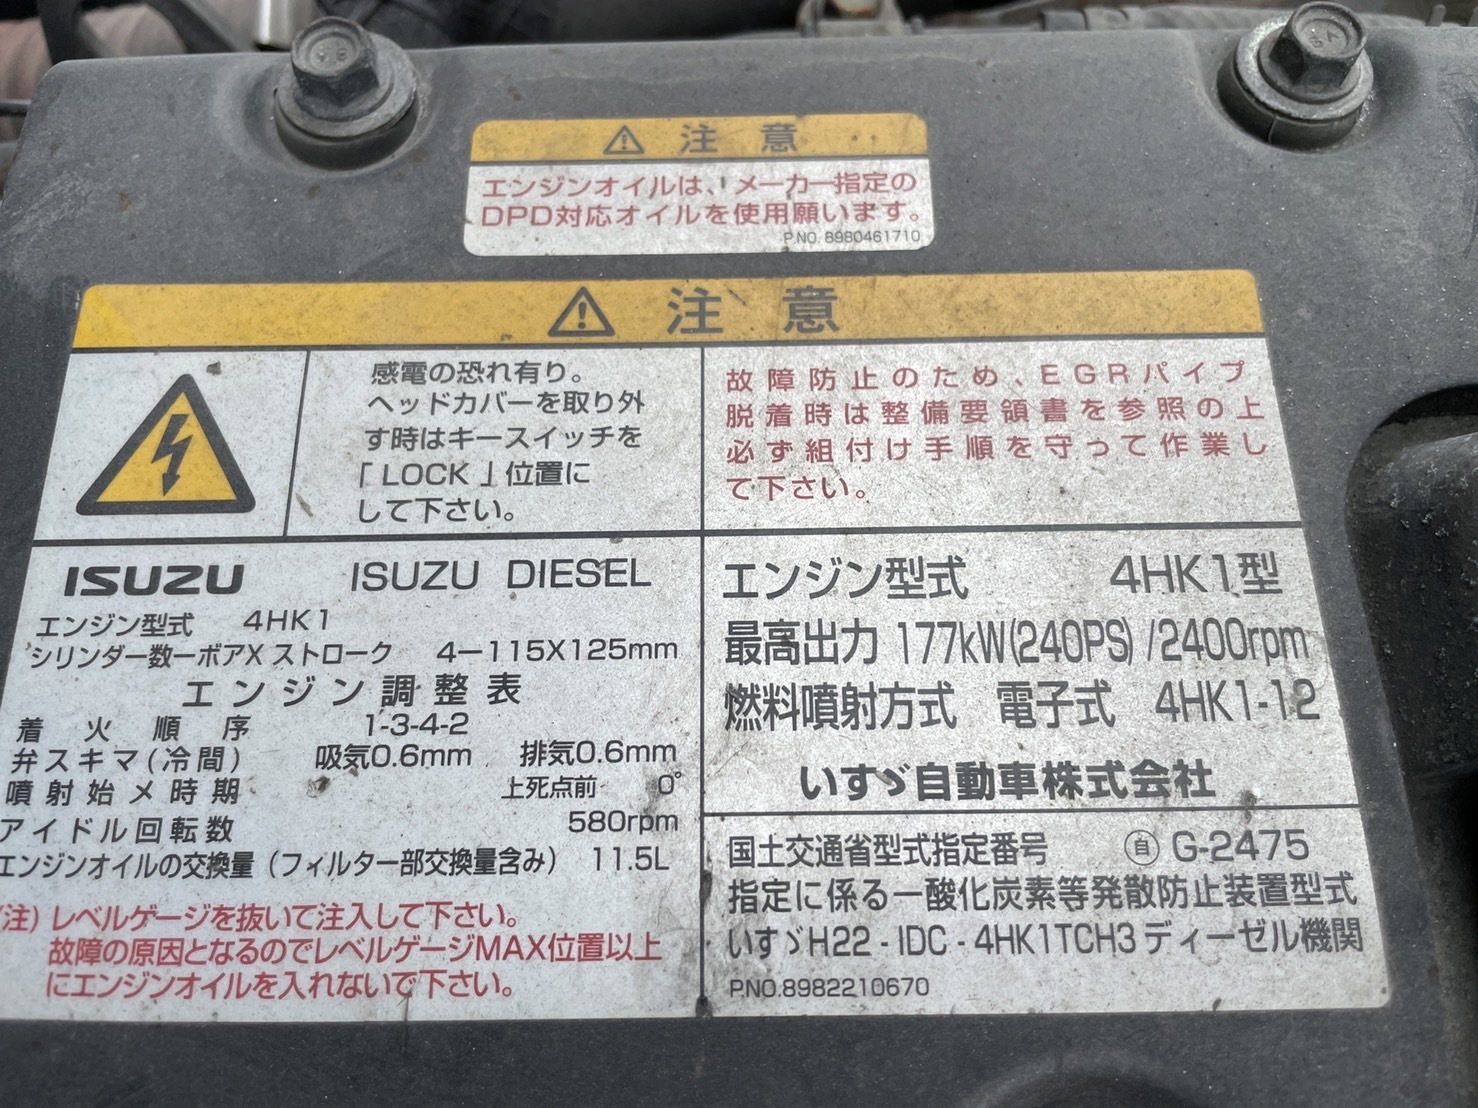 注意
エンジンオイルは、メーカー指定の
DPD対応オイルを使用願います。
P.NO. 8980461710
注意
感電の恐れ有り。
ヘッドカバーを取り外
す時はキースイッチを
「LOCK」位置に
して下さい。
故障防止のため、EGRパイプ
脱着時は整備要領書を参照の上
必ず組付け手順を守って作業し
て下さい。
ISUZU ISUZU DIESEL
エンジン型式 4HK1
シリンダー数ーボアX ストローク 4ー115X125mm
エンジン調整表
着火順序 1-3-4-2
弁スキマ(冷間) 吸気0.6mm 排気0.6mm
噴射始メ時期 上死点前 0°
アイドル回転数 580rpm
エンジンオイルの交換量(フィルター部交換量含み) 11.5L
(注)レベルゲージを抜いて注入して下さい。
故障の原因となるのでレベルゲージMAX位置以上
にエンジンオイルを入れないで下さい。
エンジン型式 4HK1型
最高出力 177kW(240PS)/2400rpm
燃料噴射方式 電子式 4HK1-12
いすゞ自動車株式会社
国土交通省型式指定番号 ㊐ G-2475
指定に係る一酸化炭素等発散防止装置型式
いすゞH22-IDC-4HK1TCH3ディーゼル機関
P.NO.8982210670